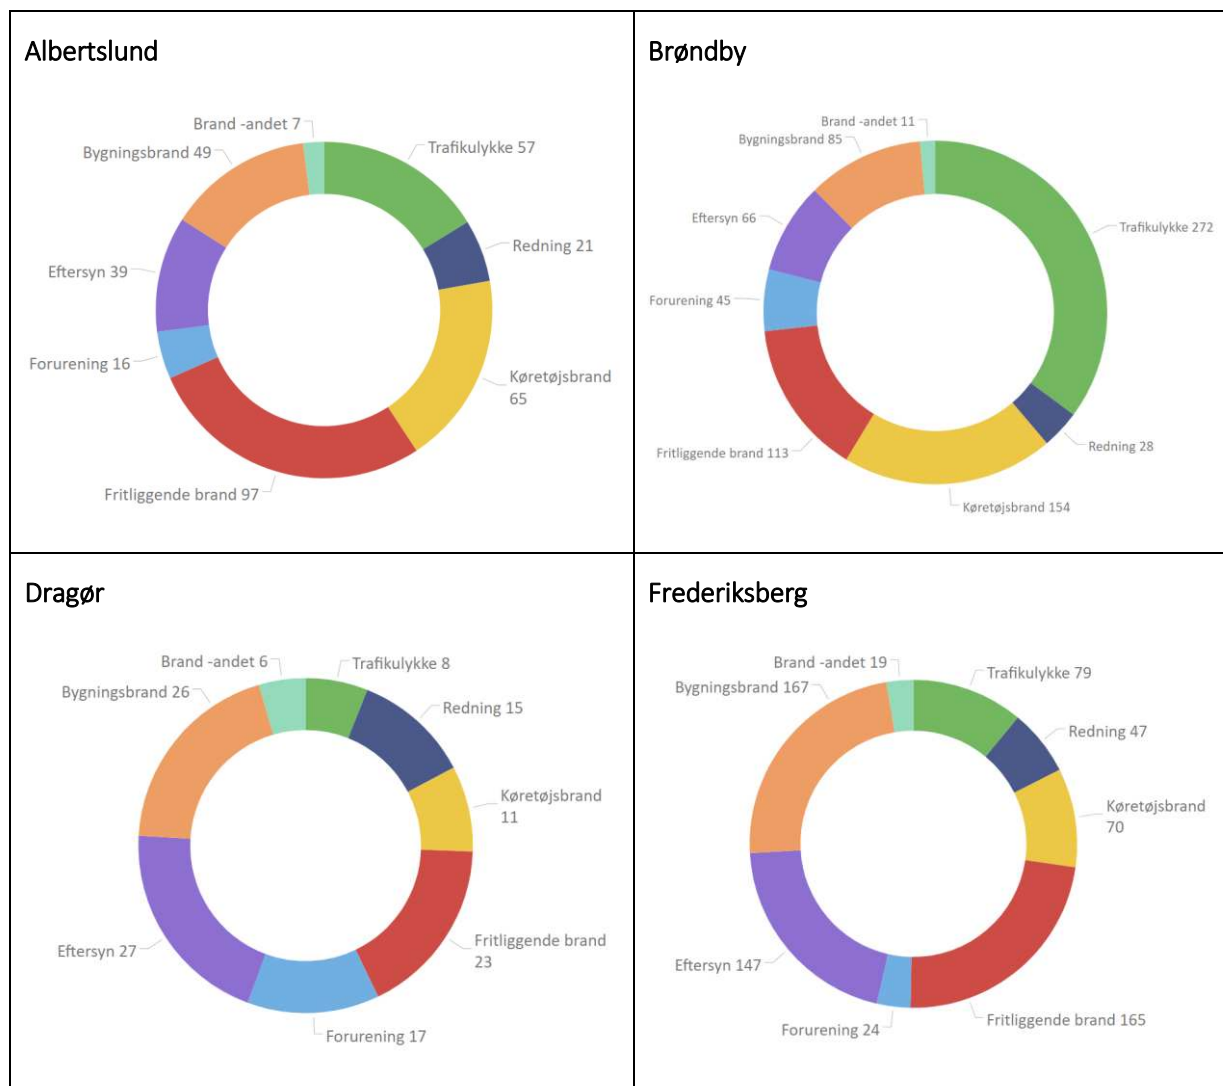 Albertslund
Brand -andet 7
Trafikulykke 57
Bygningsbrand 49
Redning 21
Eftersyn 39
Forurening 16
Køretøjsbrand
65
Fritliggende brand 97
Brøndby
Brand -andet 11
Bygningsbrand 85
Eftersyn 66
Trafikulykke 272
Forurening 45
Redning 28
Fritliggende brand 113
Køretøjsbrand 154
Dragør
Brand -andet 6
Trafikulykke 8
Bygningsbrand 26
Redning 15
Køretøjsbrand
11
Eftersyn 27
Fritliggende brand
23
Forurening 17
Frederiksberg
Brand -andet 19
Trafikulykke 79
Bygningsbrand 167
Redning 47
Køretøjsbrand
70
Eftersyn 147
Forurening 24
Fritliggende brand 165